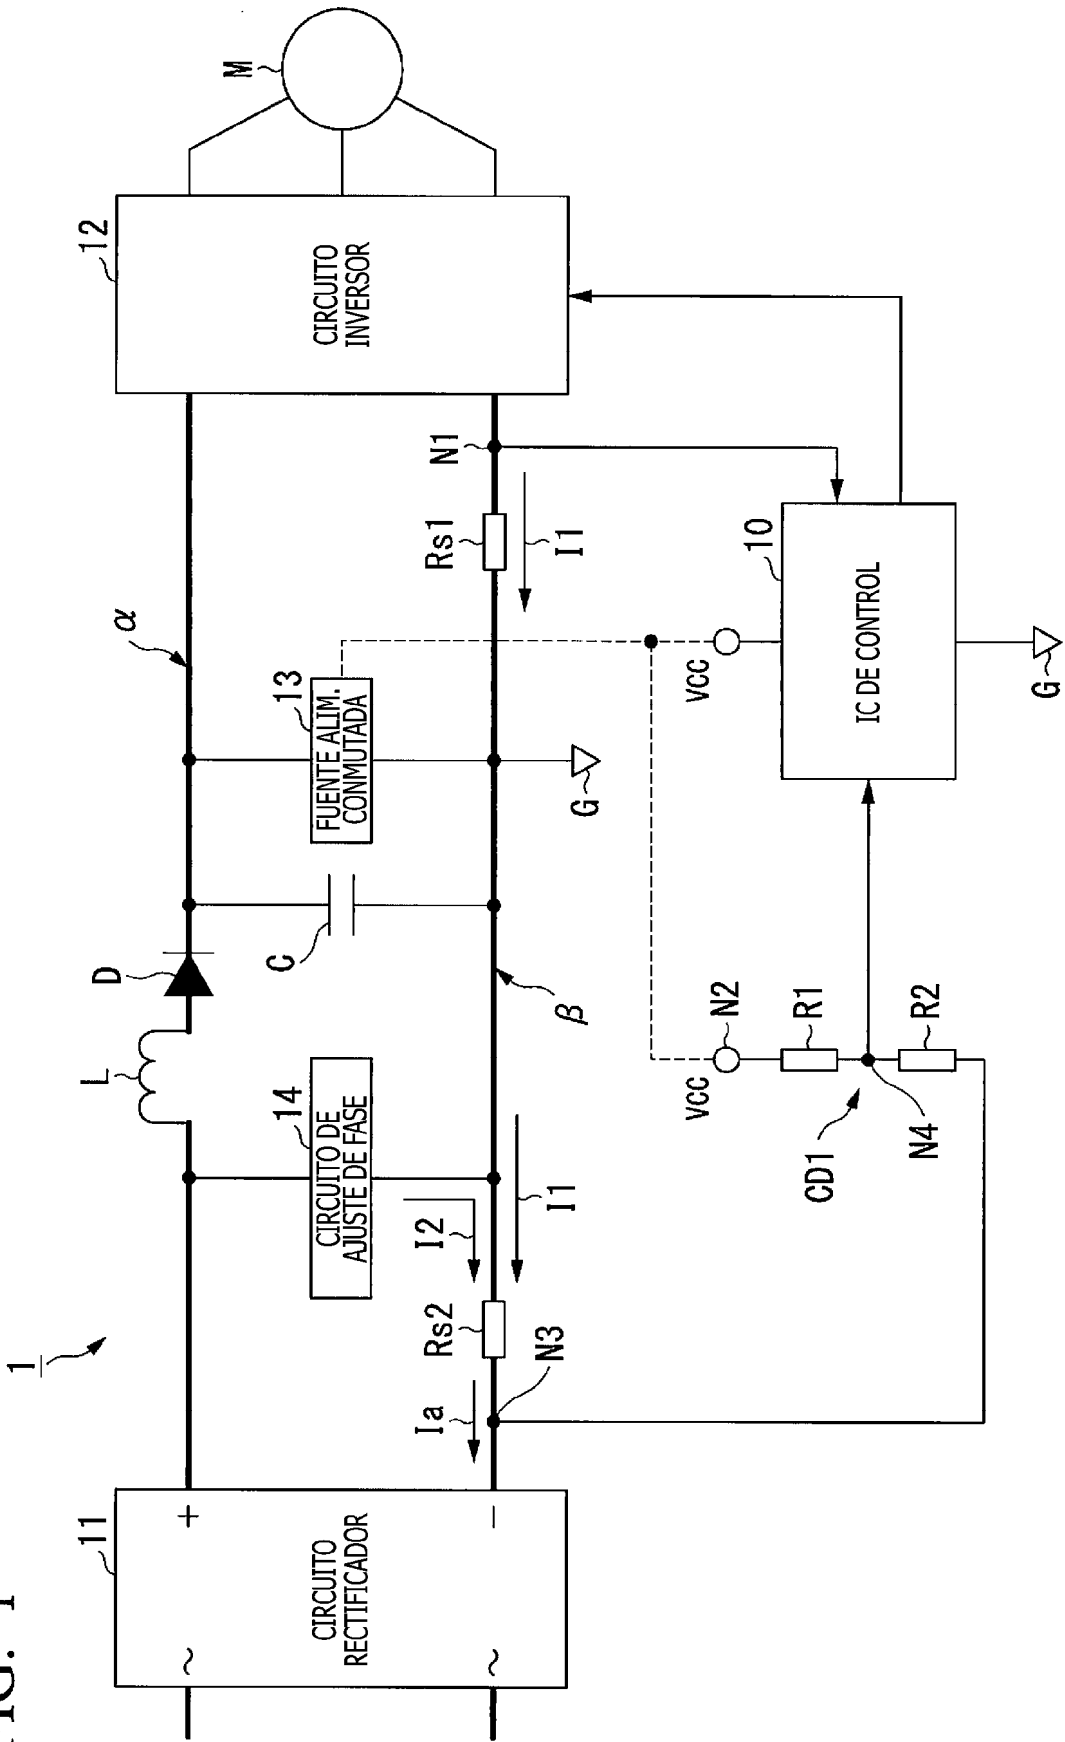 FIG. 1
1
11
CIRCUITO
RECTIFICADOR
+
−
~
~
L
D
α
12
CIRCUITO
INVERSOR
M
14
CIRCUITO DE
AJUSTE DE FASE
C
13
FUENTE ALIM.
CONMUTADA
Ia
Rs2
I2
I1
N3
β
G
Rs1
I1
N1
VCC
N2
R1
CD1
N4
R2
VCC
10
IC DE CONTROL
G